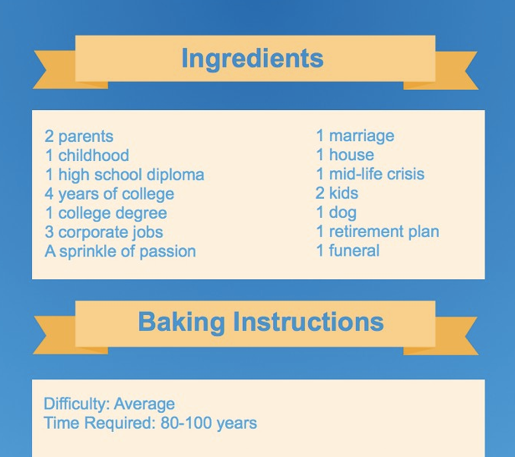 Ingredients
2 parents
1 childhood
1 high school diploma
4 years of college
1 college degree
3 corporate jobs
A sprinkle of passion
1 marriage
1 house
1 mid-life crisis
2 kids
1 dog
1 retirement plan
1 funeral
Baking Instructions
Difficulty: Average
Time Required: 80-100 years